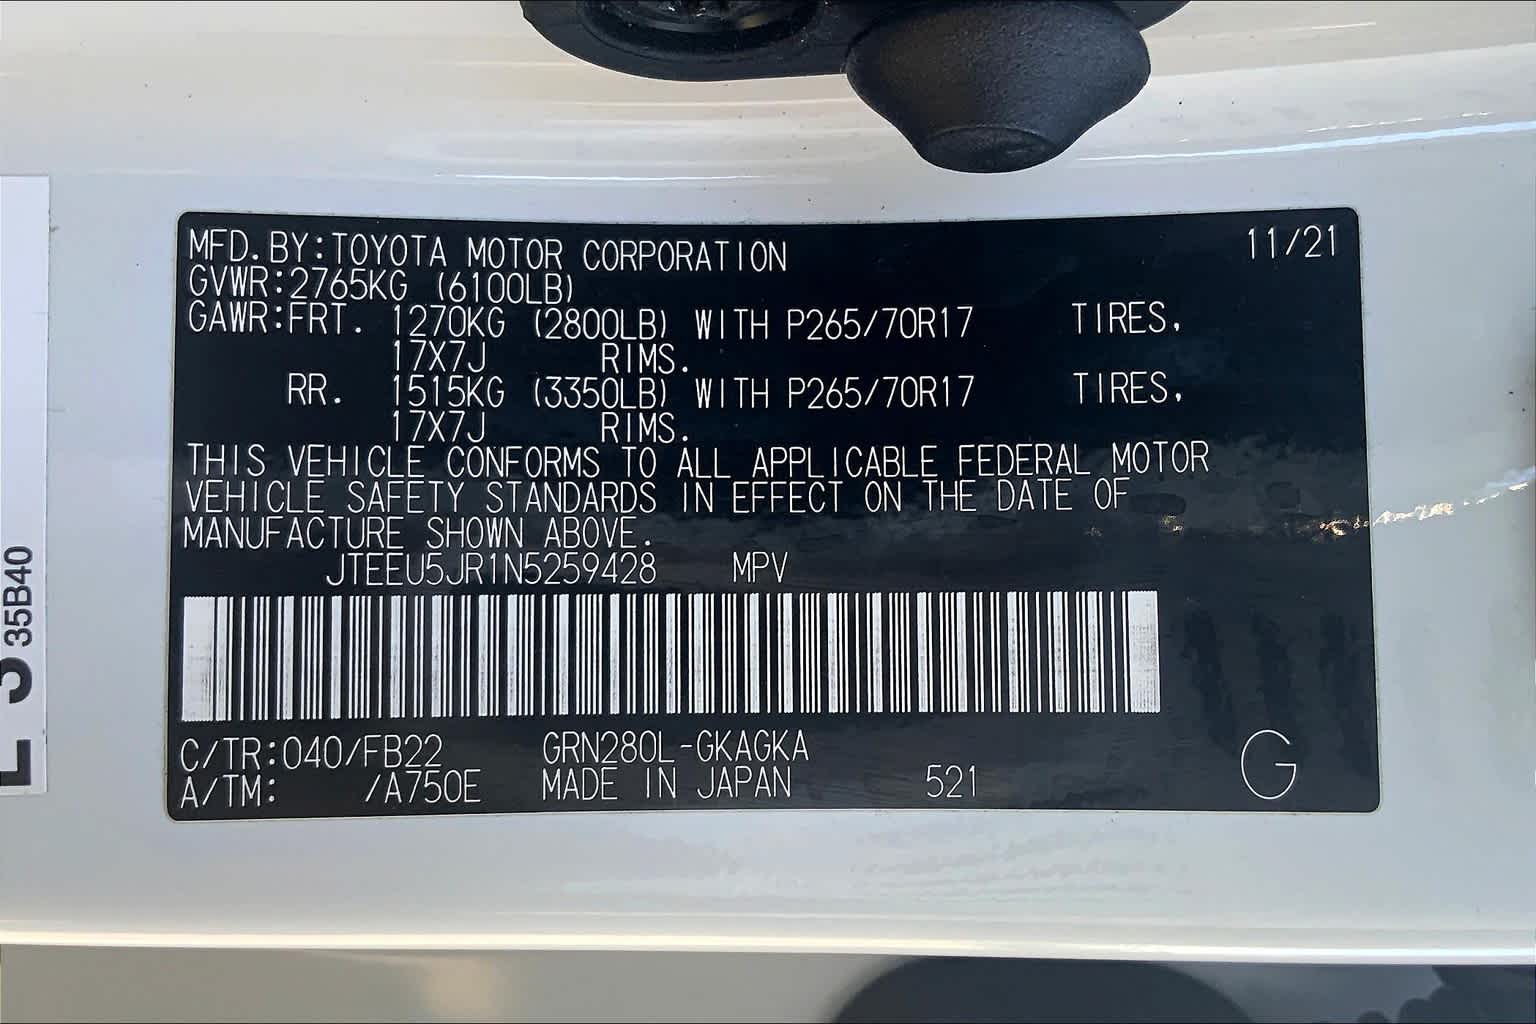 MFD.BY:TOYOTA MOTOR CORPORATION 11/21
GVWR:2765KG (6100LB)
GAWR:FRT. 1270KG (2800LB) WITH P265/70R17 TIRES,
17X7J RIMS.
RR. 1515KG (3350LB) WITH P265/70R17 TIRES,
17X7J RIMS.
THIS VEHICLE CONFORMS TO ALL APPLICABLE FEDERAL MOTOR
VEHICLE SAFETY STANDARDS IN EFFECT ON THE DATE OF
MANUFACTURE SHOWN ABOVE.
JTEEU5JR1N5259428 MPV
C/TR:040/FB22 GRN280L-GKAGKA
A/TM: /A750E MADE IN JAPAN 521 G
35B40